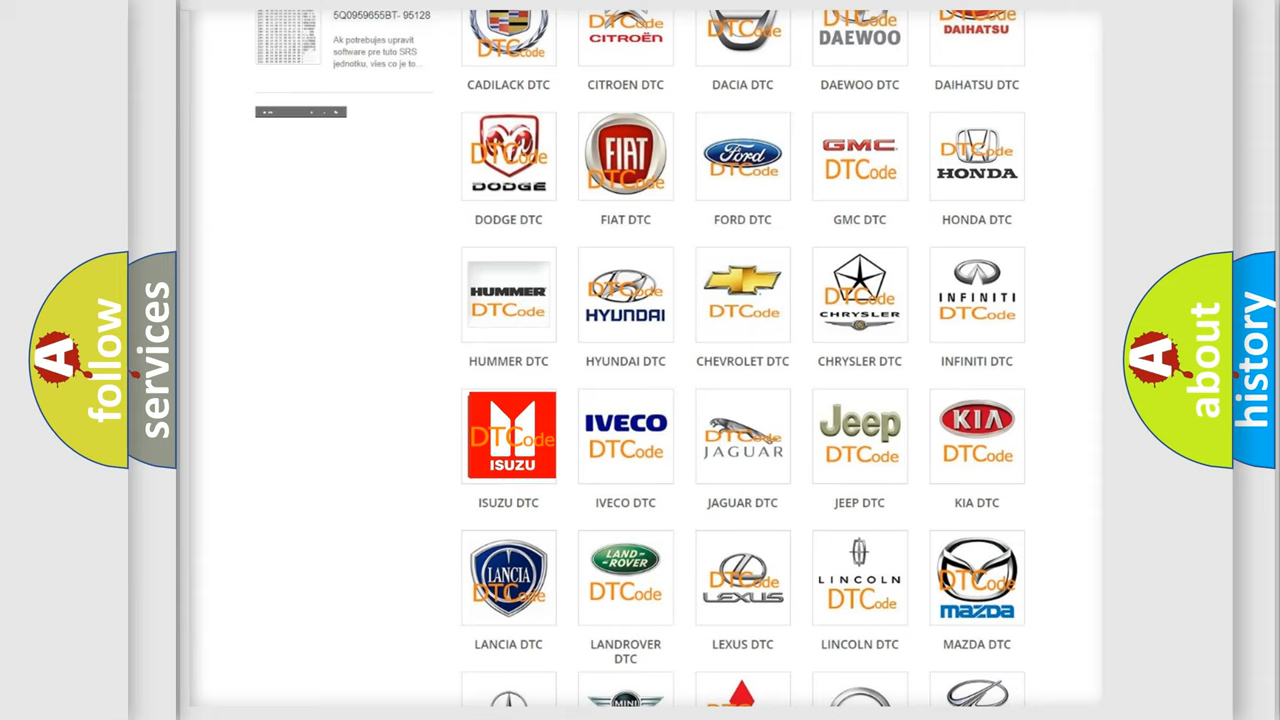 5Q0959655BT- 95128
Ak potrebujes upravit
software pre tuto SRS
jednotku, vies co je to...
DTCode
DTCode
CITROËN
DTCode
DTCode
DAEWOO
DTCode
DAIHATSU
CADILACK DTC
CITROEN DTC
DACIA DTC
DAEWOO DTC
DAIHATSU DTC
DTCode
DODGE
FIAT
DTCode
Ford
DTCode
GMC
DTCode
DTCode
HONDA
DODGE DTC
FIAT DTC
FORD DTC
GMC DTC
HONDA DTC
HUMMER
DTCode
DTCode
HYUNDAI
DTCode
DTCode
CHRYSLER
INFINITI
DTCode
HUMMER DTC
HYUNDAI DTC
CHEVROLET DTC
CHRYSLER DTC
INFINITI DTC
DTCode
ISUZU
IVECO
DTCode
DTCode
JAGUAR
Jeep
DTCode
KIA
DTCode
ISUZU DTC
IVECO DTC
JAGUAR DTC
JEEP DTC
KIA DTC
LANCIA
DTCode
LAND-
ROVER
DTCode
DTCode
LEXUS
LINCOLN
DTCode
DTCode
mazda
LANCIA DTC
LANDROVER
DTC
LEXUS DTC
LINCOLN DTC
MAZDA DTC
MINI
A
follow
services
A
about
history